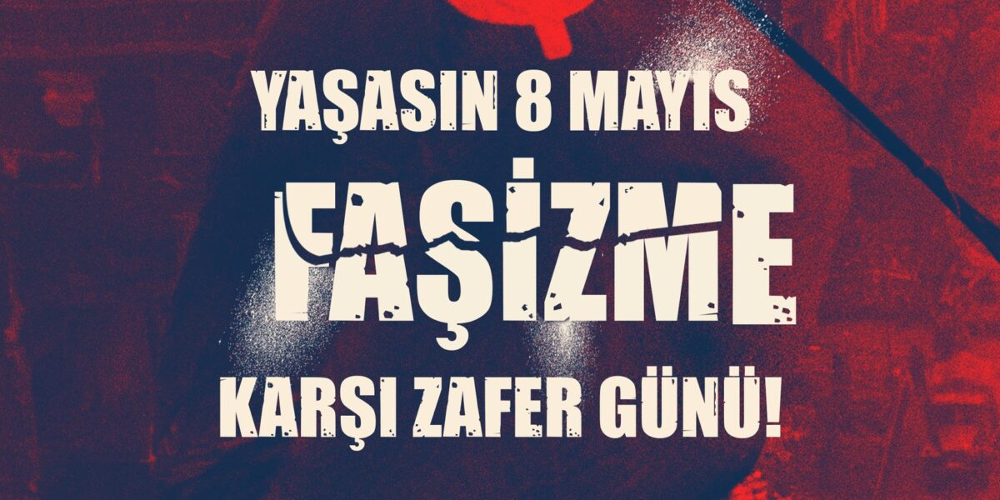 YAŞASIN 8 MAYIS
FAŞİZME
KARŞI ZAFER GÜNÜ!